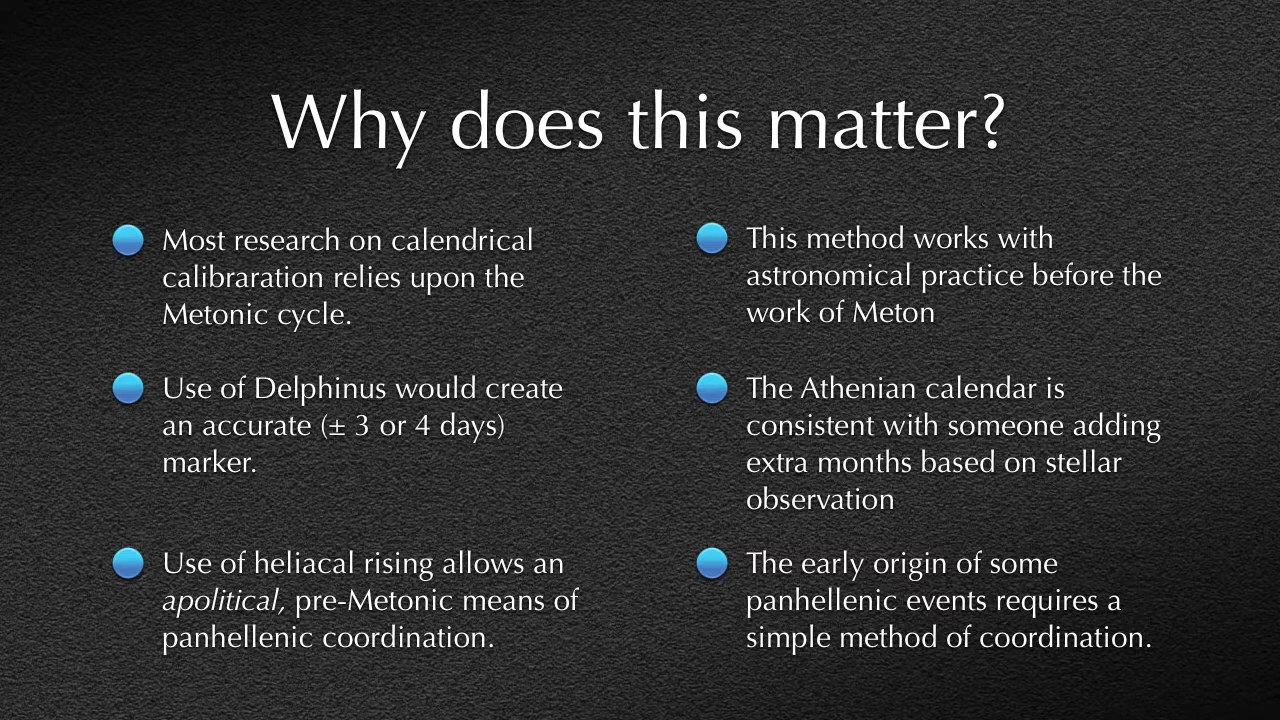 Why does this matter?
Most research on calendrical
calibraration relies upon the
Metonic cycle.
Use of Delphinus would create
an accurate (± 3 or 4 days)
marker.
Use of heliacal rising allows an
apolitical, pre-Metonic means of
panhellenic coordination.
This method works with
astronomical practice before the
work of Meton
The Athenian calendar is
consistent with someone adding
extra months based on stellar
observation
The early origin of some
panhellenic events requires a
simple method of coordination.